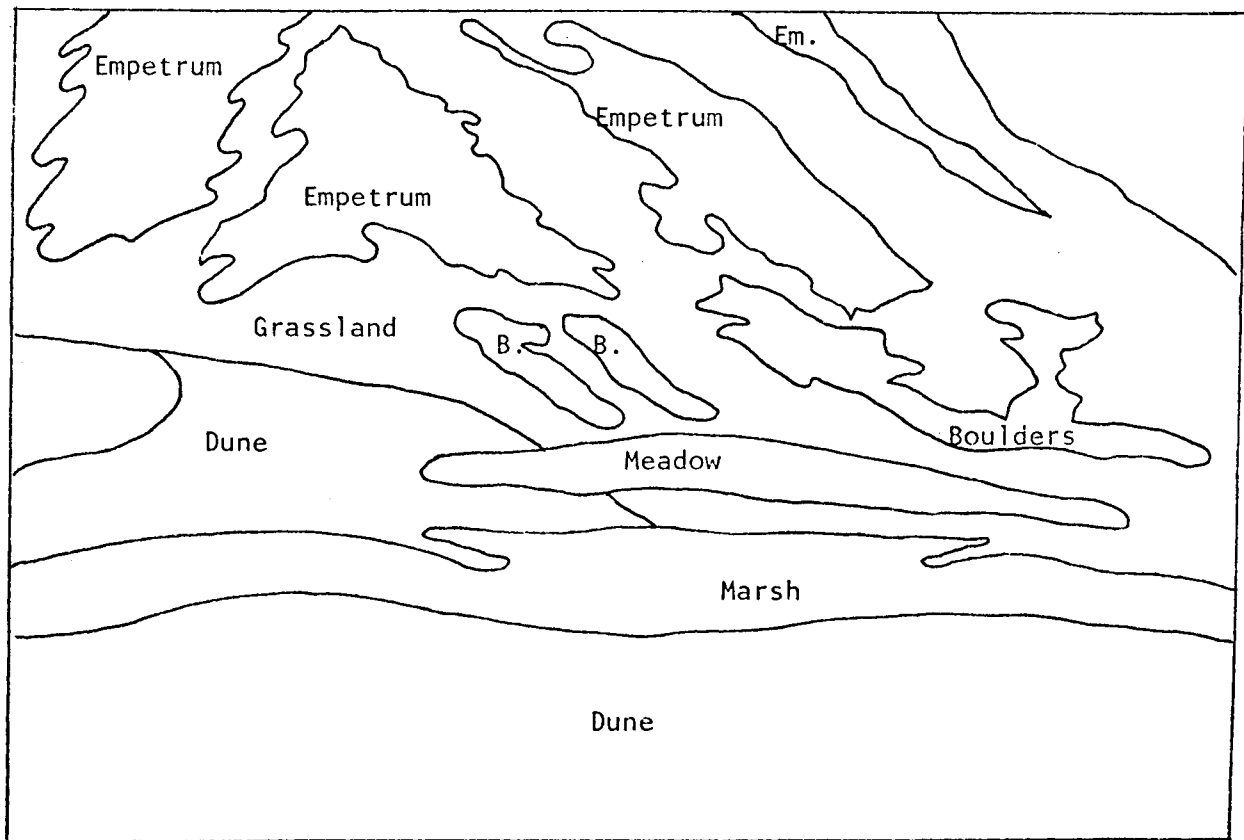 Em.
Empetrum
Empetrum
Empetrum
Grassland
B.
B.
Dune
Boulders
Meadow
Marsh
Dune